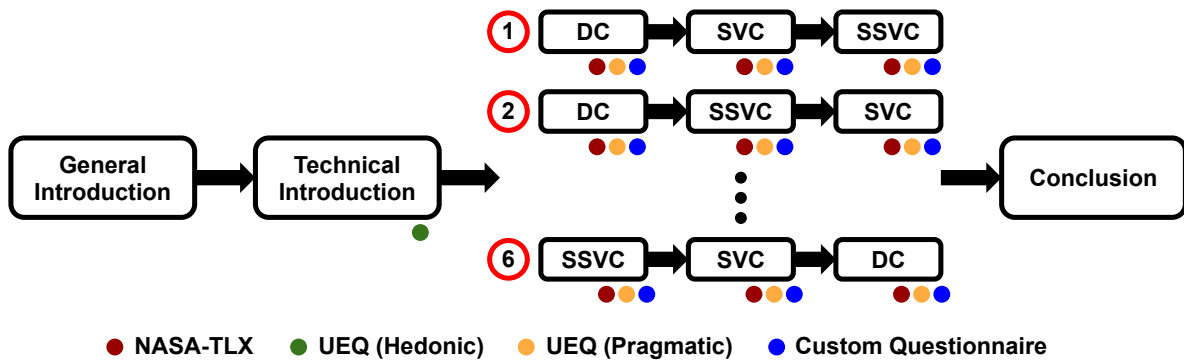 1 DC SVC SSVC
2 DC SSVC SVC
General
Introduction
Technical
Introduction
Conclusion
6 SSVC SVC DC
NASA-TLX UEQ (Hedonic) UEQ (Pragmatic) Custom Questionnaire